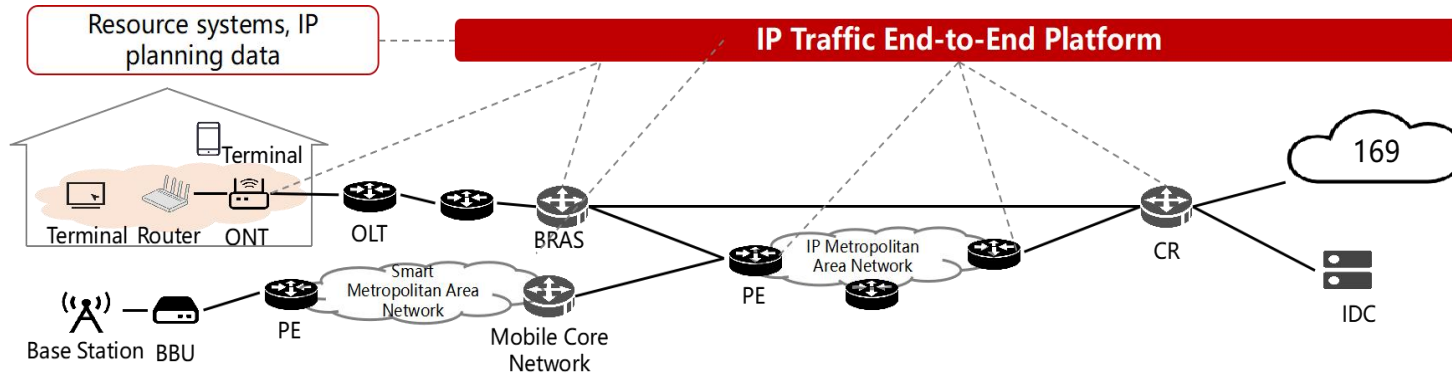 Resource systems, IP
planning data
IP Traffic End-to-End Platform
Terminal
Terminal
Router
ONT
OLT
BRAS
169
CR
IP Metropolitan
Area Network
PE
IDC
Smart
Metropolitan Area
Network
PE
Mobile Core
Network
Base Station
BBU